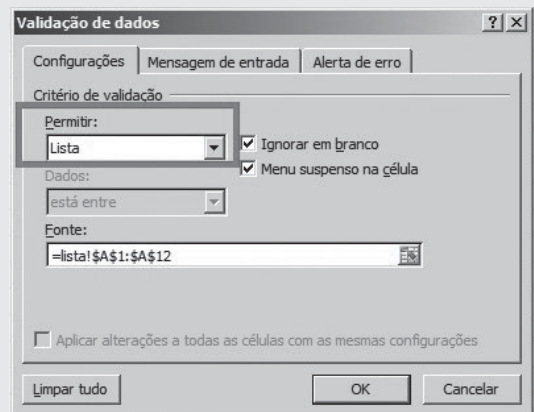 Validação de dados
Configurações Mensagem de entrada Alerta de erro
Critério de validação
Permitir:
Lista
Ignorar em branco
Menu suspenso na célula
Dados:
está entre
Fonte:
=lista!$A$1:$A$12
Aplicar alterações a todas as células com as mesmas configurações
Limpar tudo OK Cancelar